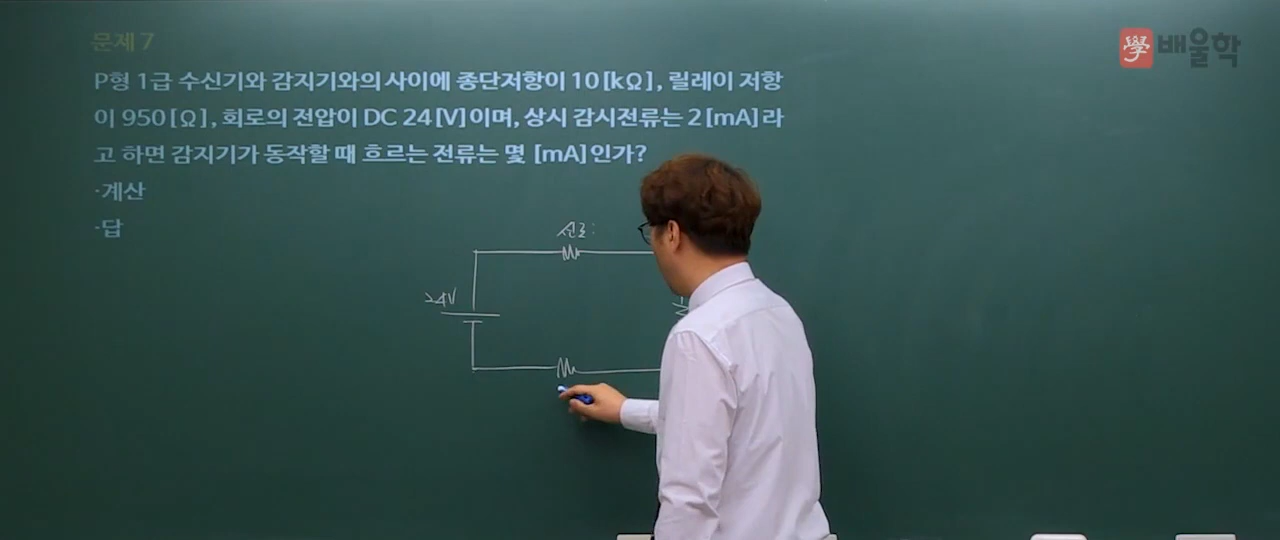 문제 7
學 배울학
P형 1급 수신기와 감지기와의 사이에 종단저항이 10[kΩ], 릴레이 저항
이 950[Ω], 회로의 전압이 DC 24[V]이며, 상시 감시전류는 2[mA]라
고 하면 감지기가 동작할 때 흐르는 전류는 몇 [mA]인가?
·계산
·답
선로:
24V